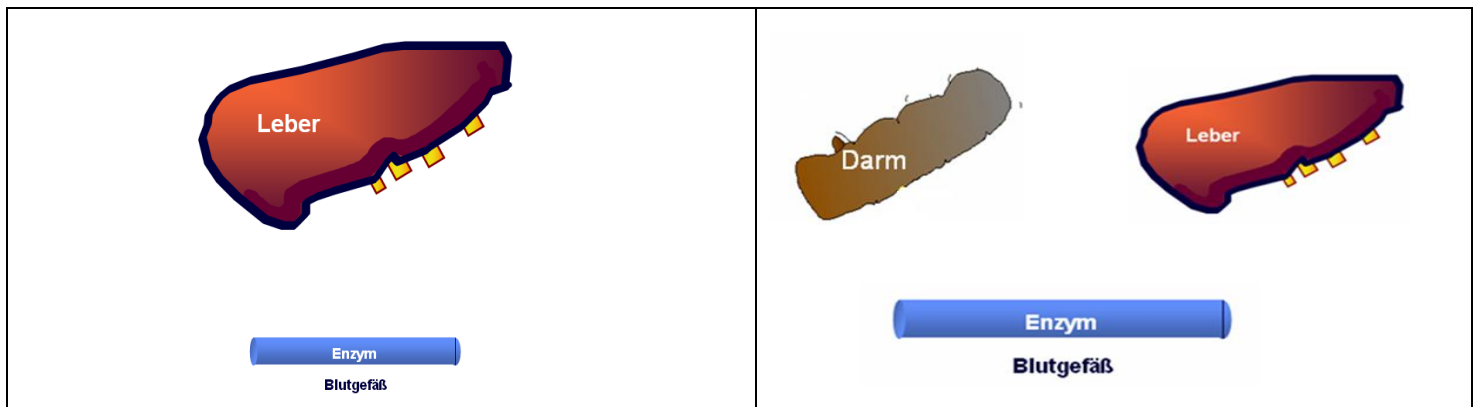 Leber
Enzym
Blutgefäß
Darm
Leber
Enzym
Blutgefäß